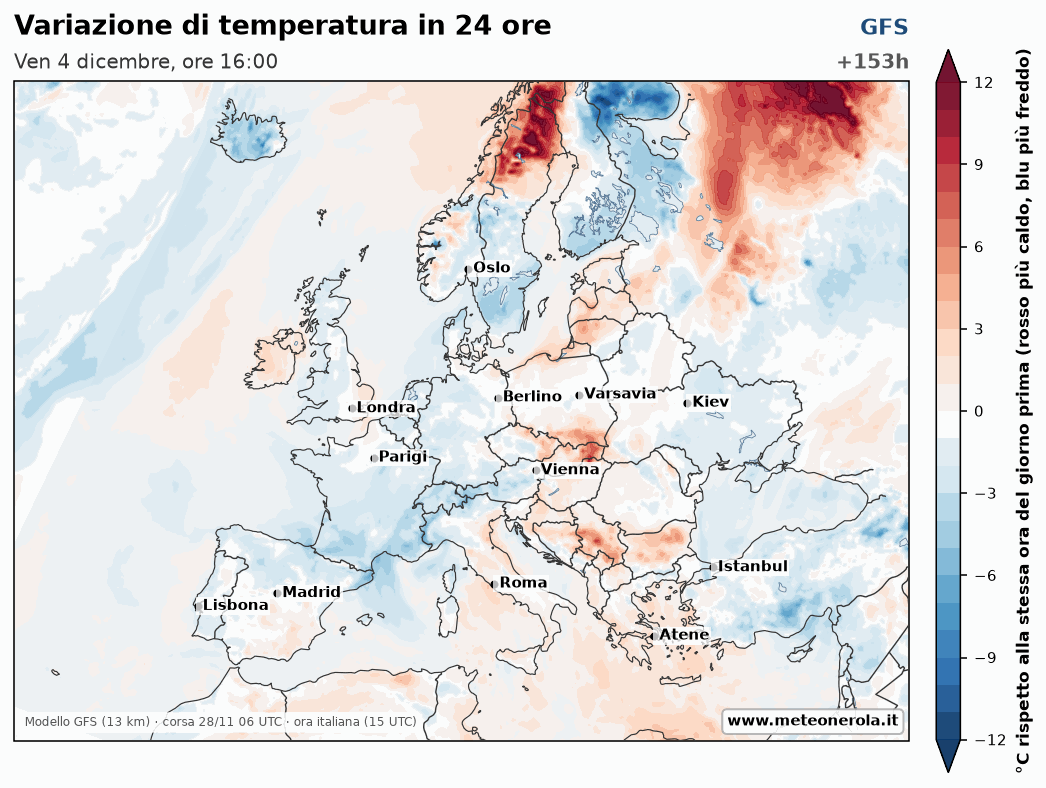 Variazione di temperatura in 24 ore
GFS
Ven 4 dicembre, ore 16:00
+153h
12
9
6
3
0
−3
−6
−9
−12
°C rispetto alla stessa ora del giorno prima (rosso più caldo, blu più freddo)
Oslo
Londra
Berlino
Varsavia
Kiev
Parigi
Vienna
Istanbul
Roma
Madrid
Lisbona
Atene
Modello GFS (13 km) · corsa 28/11 06 UTC · ora italiana (15 UTC)
www.meteonerola.it